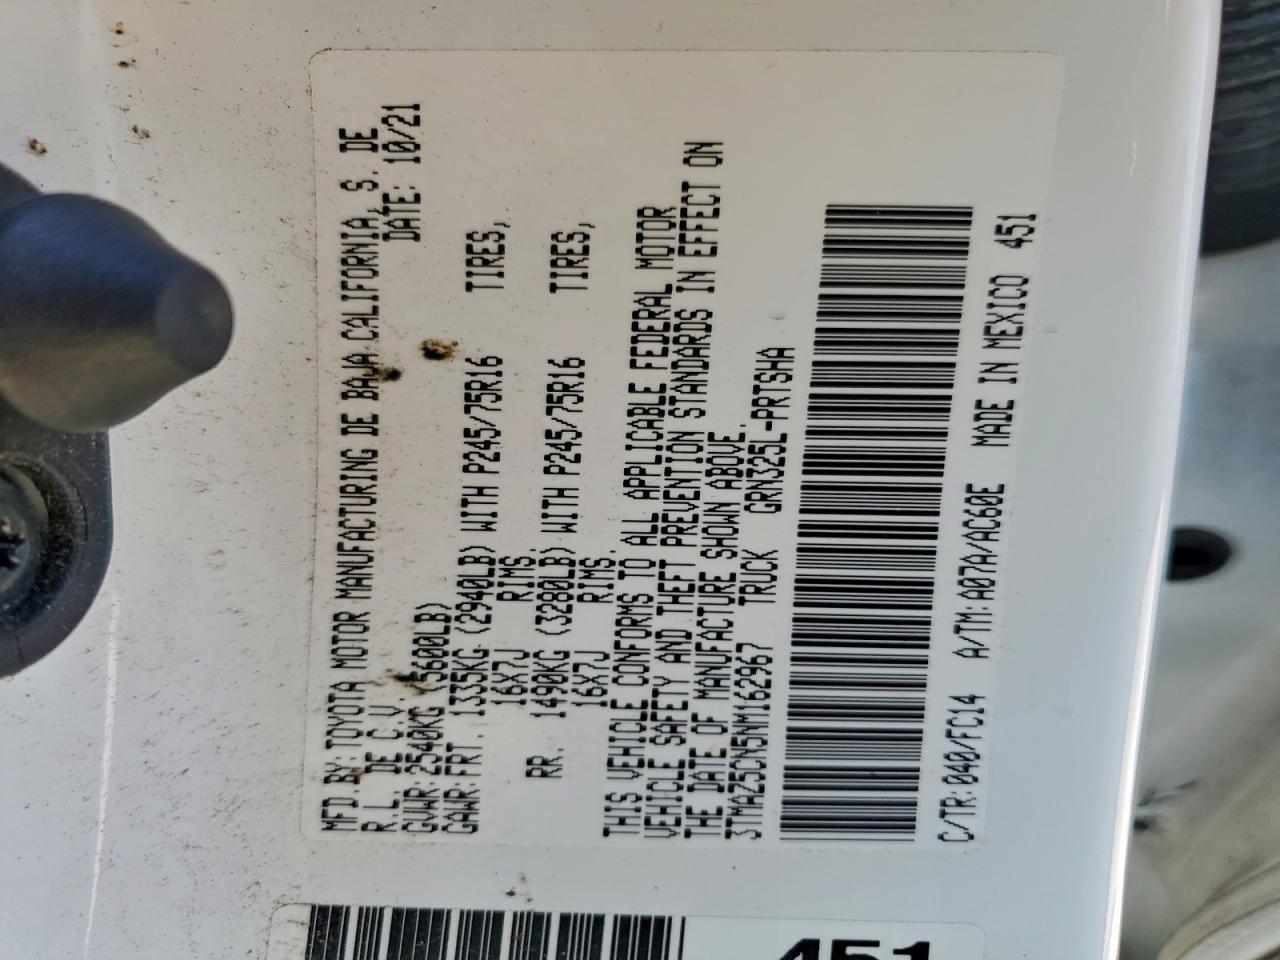 MFD.BY:TOYOTA MOTOR MANUFACTURING DE BAJA CALIFORNIA, S. DE
R.L. DE C.V. DATE: 10/21
GVWR:2540KG (5600LB)
GAWR:FRT. 1335KG (2940LB) WITH P245/75R16 TIRES,
16X7J RIMS.
RR. 1490KG (3280LB) WITH P245/75R16 TIRES,
16X7J RIMS.
THIS VEHICLE CONFORMS TO ALL APPLICABLE FEDERAL MOTOR
VEHICLE SAFETY AND THEFT PREVENTION STANDARDS IN EFFECT ON
THE DATE OF MANUFACTURE SHOWN ABOVE.
3TMAZ5CN5NM162967 TRUCK GRN325L-PRTSHA
C/TR:040/FC14 A/TM:A07A/AC60E MADE IN MEXICO 451
451